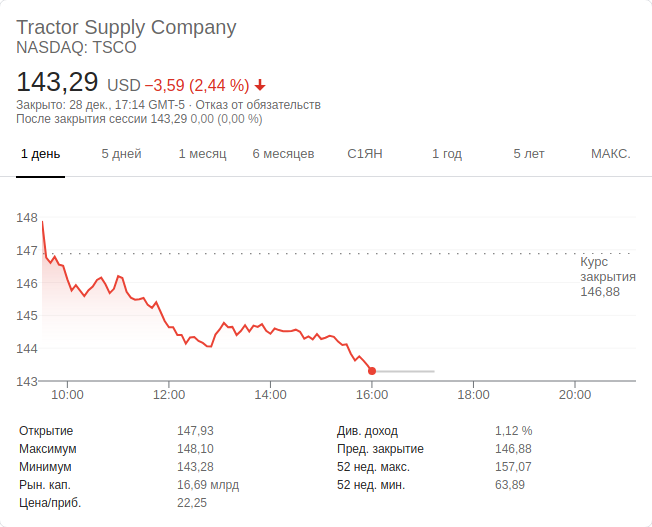 Tractor Supply Company
NASDAQ: TSCO
143,29 USD −3,59 (2,44 %)
Закрыто: 28 дек., 17:14 GMT-5 · Отказ от обязательств
После закрытия сессии 143,29 0,00 (0,00 %)
1 день 5 дней 1 месяц 6 месяцев С1ЯН 1 год 5 лет МАКС.
148
147
Курс
закрытия
146,88
146
145
144
143
10:00 12:00 14:00 16:00 18:00 20:00
Открытие 147,93 Див. доход 1,12 %
Максимум 148,10 Пред. закрытие 146,88
Минимум 143,28 52 нед. макс. 157,07
Рын. кап. 16,69 млрд 52 нед. мин. 63,89
Цена/приб. 22,25